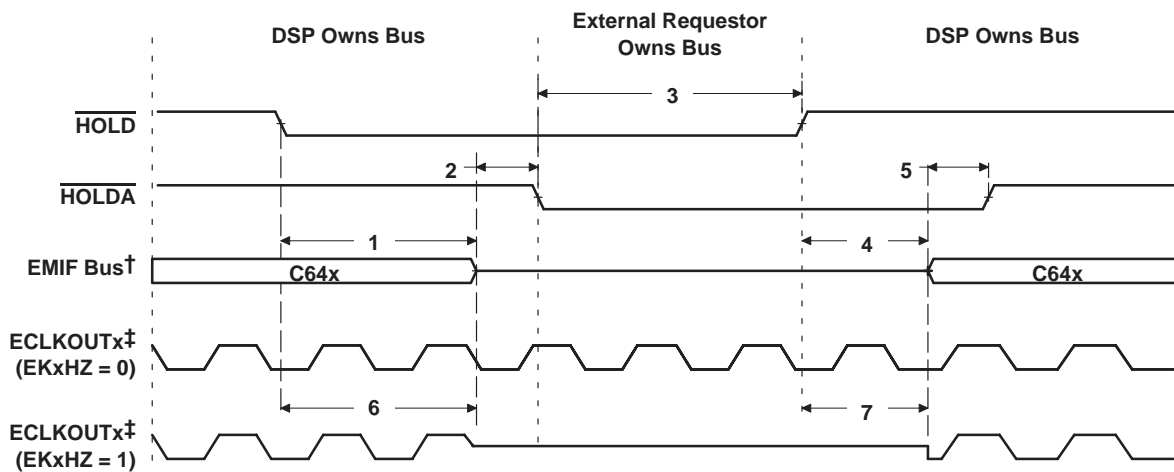 DSP Owns Bus
External Requestor
Owns Bus
DSP Owns Bus
3
HOLD
2
5
HOLDA
1
4
EMIF Bus†
C64x
C64x
ECLKOUTx‡
(EKxHZ = 0)
6
7
ECLKOUTx‡
(EKxHZ = 1)